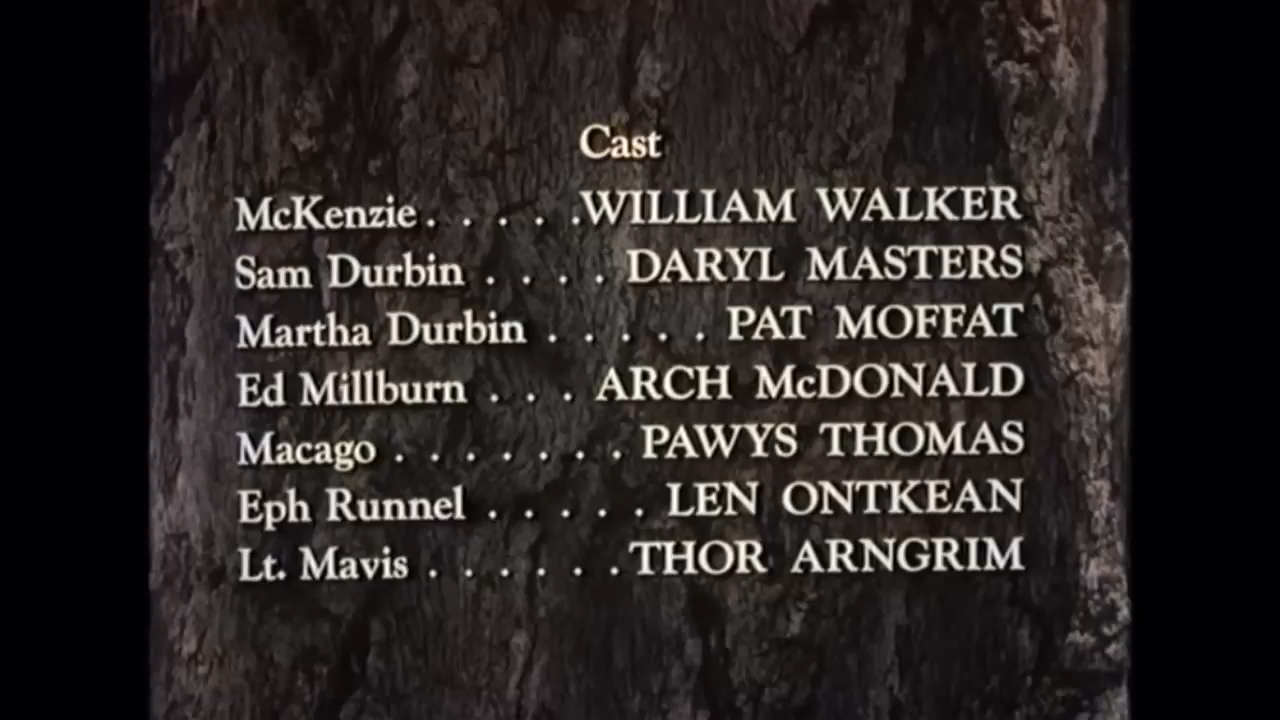 Cast
McKenzie . . . . . WILLIAM WALKER
Sam Durbin . . . . DARYL MASTERS
Martha Durbin . . . . . PAT MOFFAT
Ed Millburn . . . ARCH McDONALD
Macago . . . . . . . PAWYS THOMAS
Eph Runnel . . . . . LEN ONTKEAN
Lt. Mavis . . . . . . THOR ARNGRIM